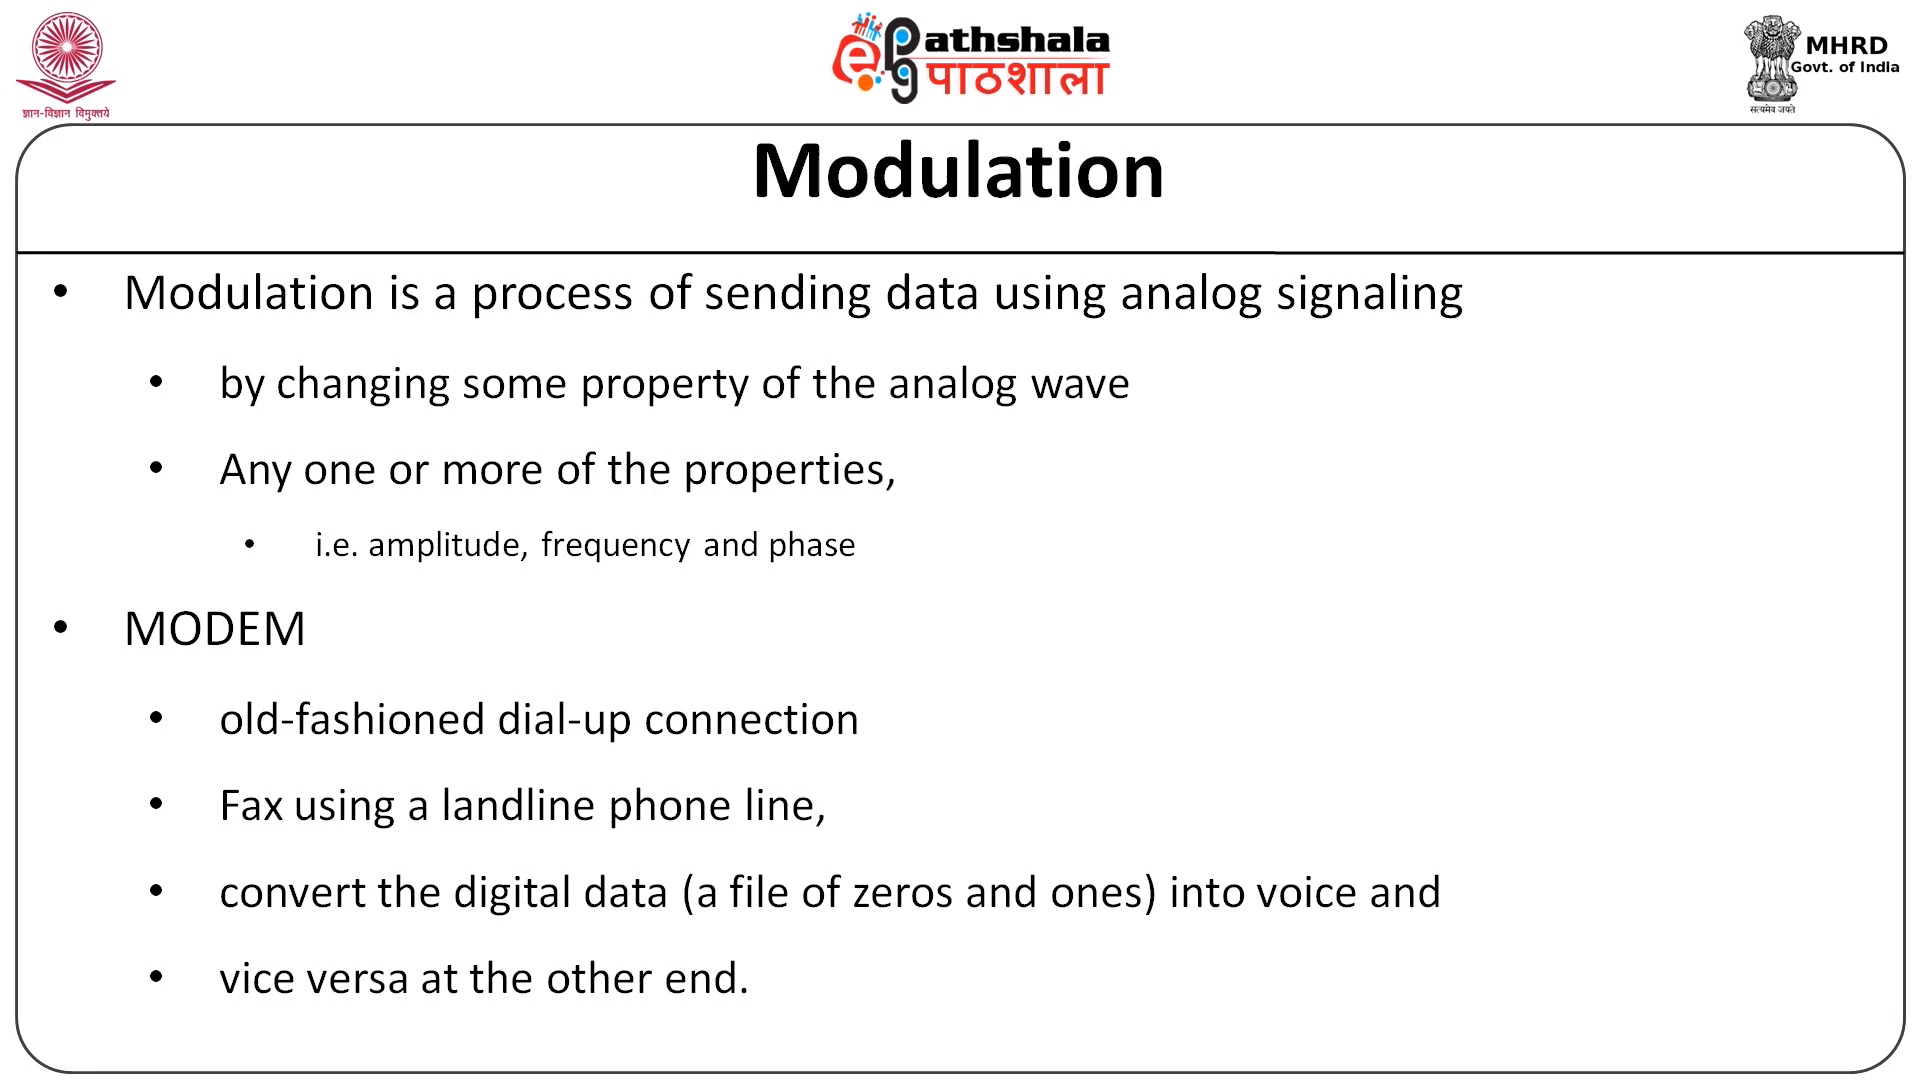 ज्ञान-विज्ञान विमुक्तये
e Pg athshala
पाठशाला
MHRD
Govt. of India
सत्यमेव जयते
Modulation
• Modulation is a process of sending data using analog signaling
• by changing some property of the analog wave
• Any one or more of the properties,
• i.e. amplitude, frequency and phase
• MODEM
• old-fashioned dial-up connection
• Fax using a landline phone line,
• convert the digital data (a file of zeros and ones) into voice and
• vice versa at the other end.